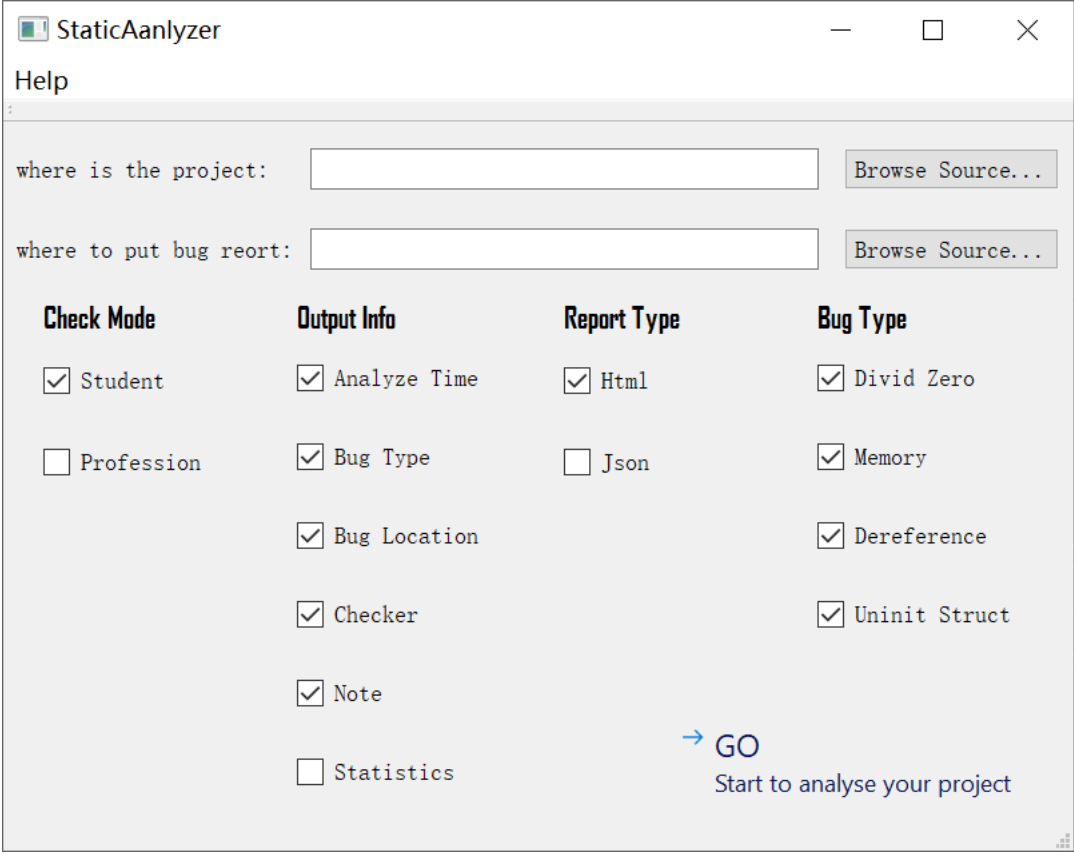 StaticAanlyzer
Help
where is the project:
Browse Source...
where to put bug reort:
Browse Source...
Check Mode
Output Info
Report Type
Bug Type
Student
Analyze Time
Html
Divid Zero
Profession
Bug Type
Json
Memory
Bug Location
Dereference
Checker
Uninit Struct
Note
Statistics
GO
Start to analyse your project